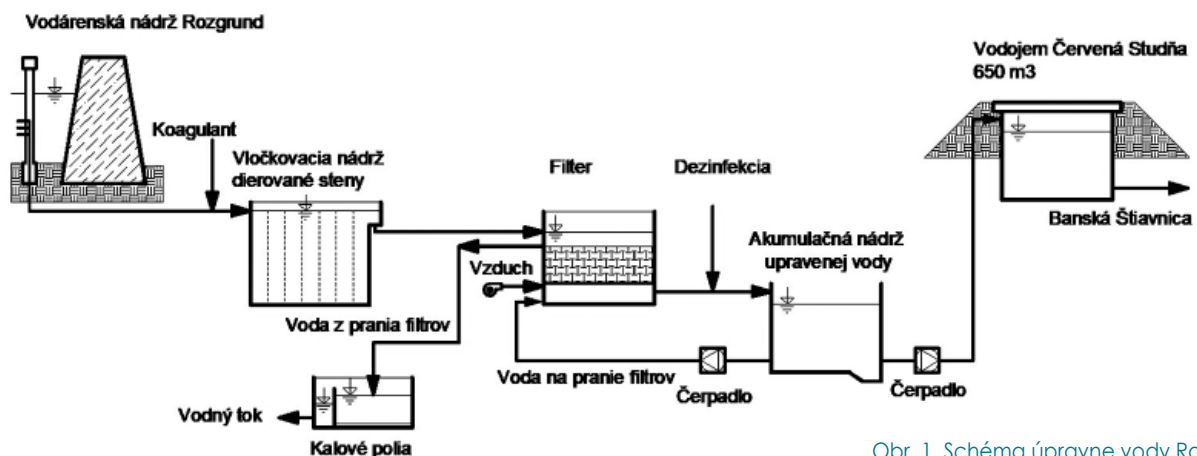 Vodárenská nádrž Rozgrund
Vodojem Červená Studňa
650 m3
Koagulant
Vločkovacia nádrž
dierované steny
Filter
Dezinfekcia
Banská Štiavnica
Akumulačná nádrž
upravenej vody
Vzduch
Voda z prania filtrov
Voda na pranie filtrov
Čerpadlo
Čerpadlo
Vodný tok
Kalové polia
Obr. 1 Schéma úpravne vody